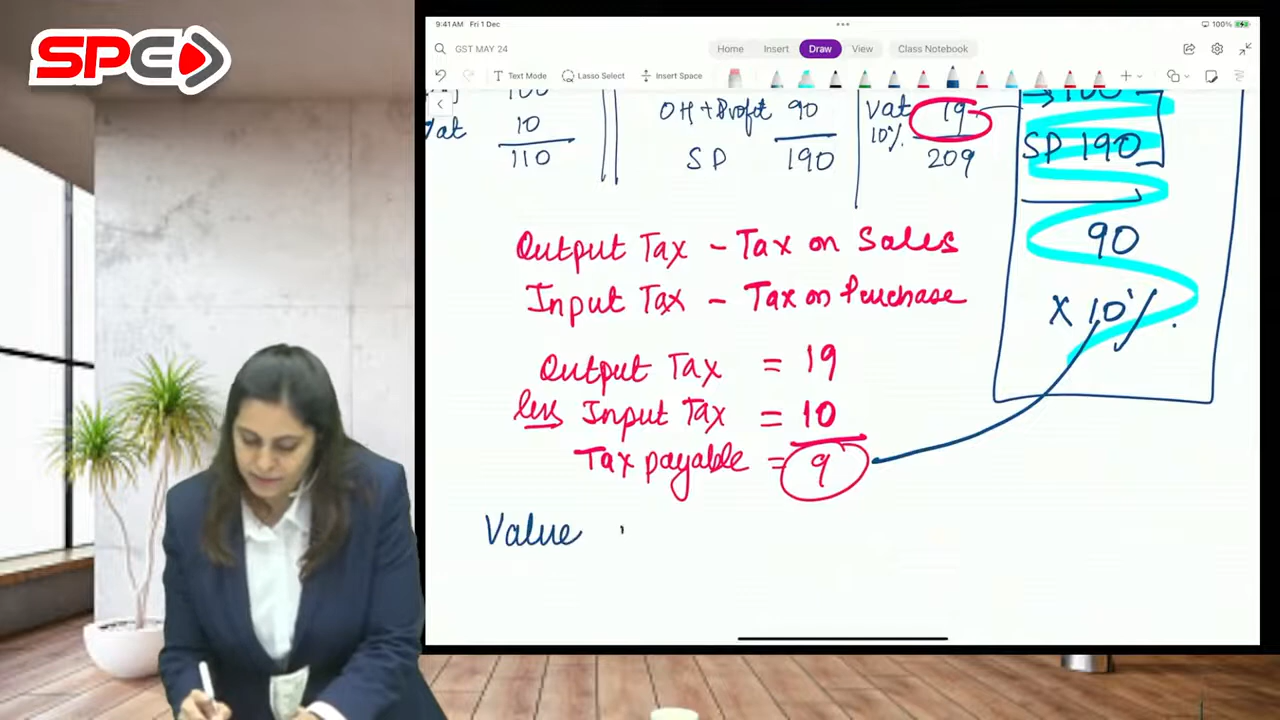 SPE
9:41 AM Fri 1 Dec
100%
GST MAY 24
Home Insert Draw View Class Notebook
Text Mode Lasso Select Insert Space
100
10
110
OH + Profit 90
SP 190
Vat 19
10%
209
100
SP 190
90
x 10%
Output Tax - Tax on Sales
Input Tax - Tax on Purchase
Output Tax = 19
less Input Tax = 10
Tax payable = 9
Value